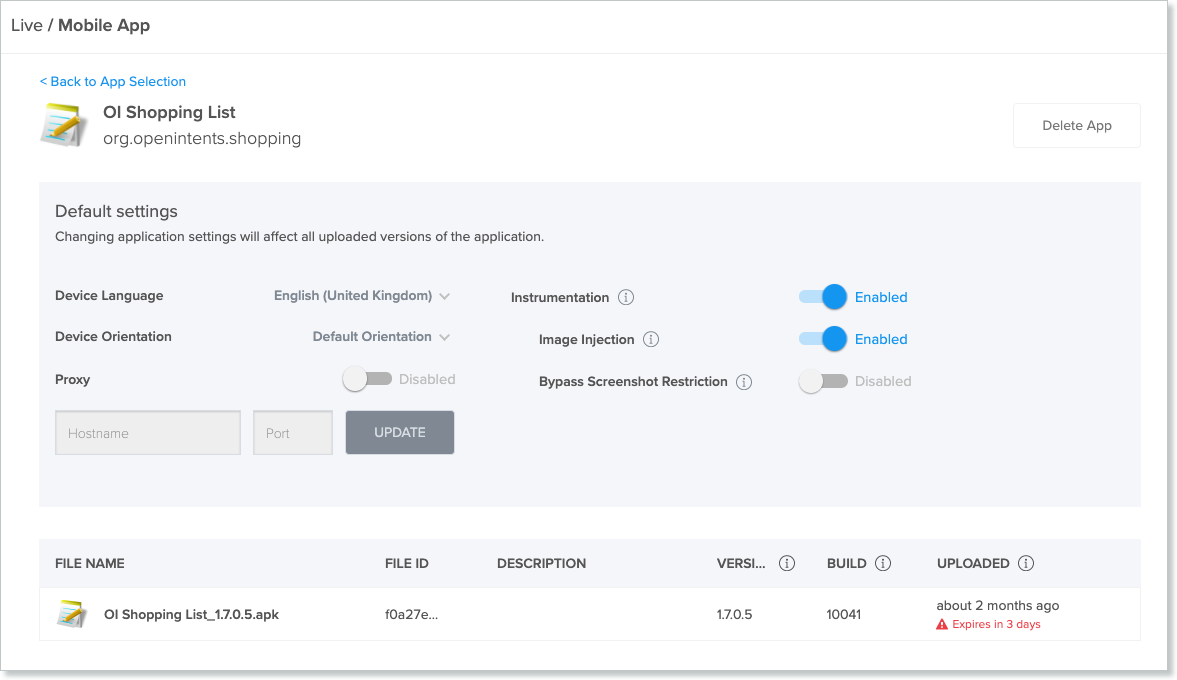 Live / Mobile App
< Back to App Selection
OI Shopping List
org.openintents.shopping
Delete App
Default settings
Changing application settings will affect all uploaded versions of the application.
Device Language English (United Kingdom)
Instrumentation Enabled
Device Orientation Default Orientation
Image Injection Enabled
Proxy Disabled
Bypass Screenshot Restriction Disabled
Hostname Port UPDATE
FILE NAME FILE ID DESCRIPTION VERSI... BUILD UPLOADED
OI Shopping List_1.7.0.5.apk f0a27e... 1.7.0.5 10041 about 2 months ago
Expires in 3 days